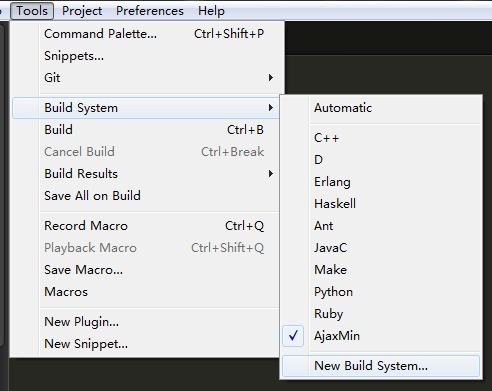 Tools Project Preferences Help
Command Palette... Ctrl+Shift+P
Snippets...
Git
Build System
Build Ctrl+B
Cancel Build Ctrl+Break
Build Results
Save All on Build
Record Macro Ctrl+Q
Playback Macro Ctrl+Shift+Q
Save Macro...
Macros
New Plugin...
New Snippet...
Automatic
C++
D
Erlang
Haskell
Ant
JavaC
Make
Python
Ruby
AjaxMin
New Build System...